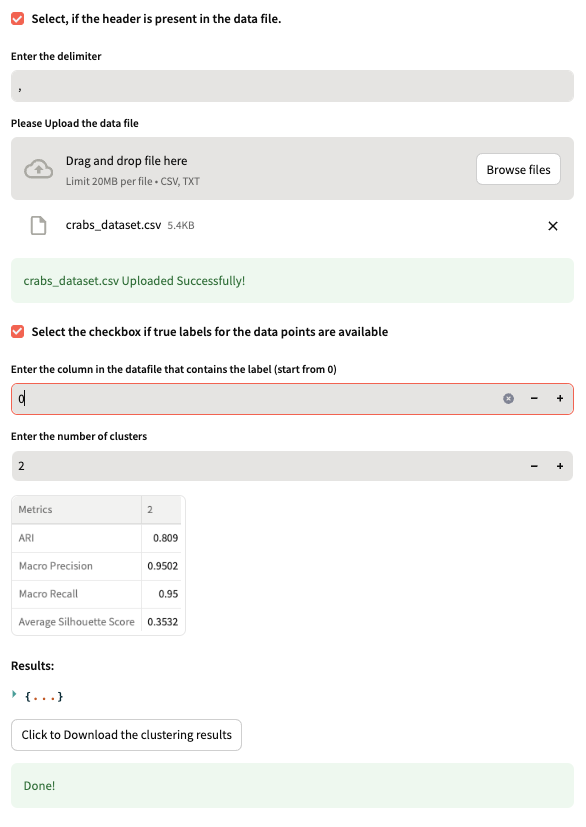 Select, if the header is present in the data file.
Enter the delimiter
,
Please Upload the data file
Drag and drop file here
Limit 20MB per file • CSV, TXT
Browse files
crabs_dataset.csv 5.4KB
crabs_dataset.csv Uploaded Successfully!
Select the checkbox if true labels for the data points are available
Enter the column in the datafile that contains the label (start from 0)
0 − +
Enter the number of clusters
2 − +
Metrics 2
ARI 0.809
Macro Precision 0.9502
Macro Recall 0.95
Average Silhouette Score 0.3532
Results:
{...}
Click to Download the clustering results
Done!